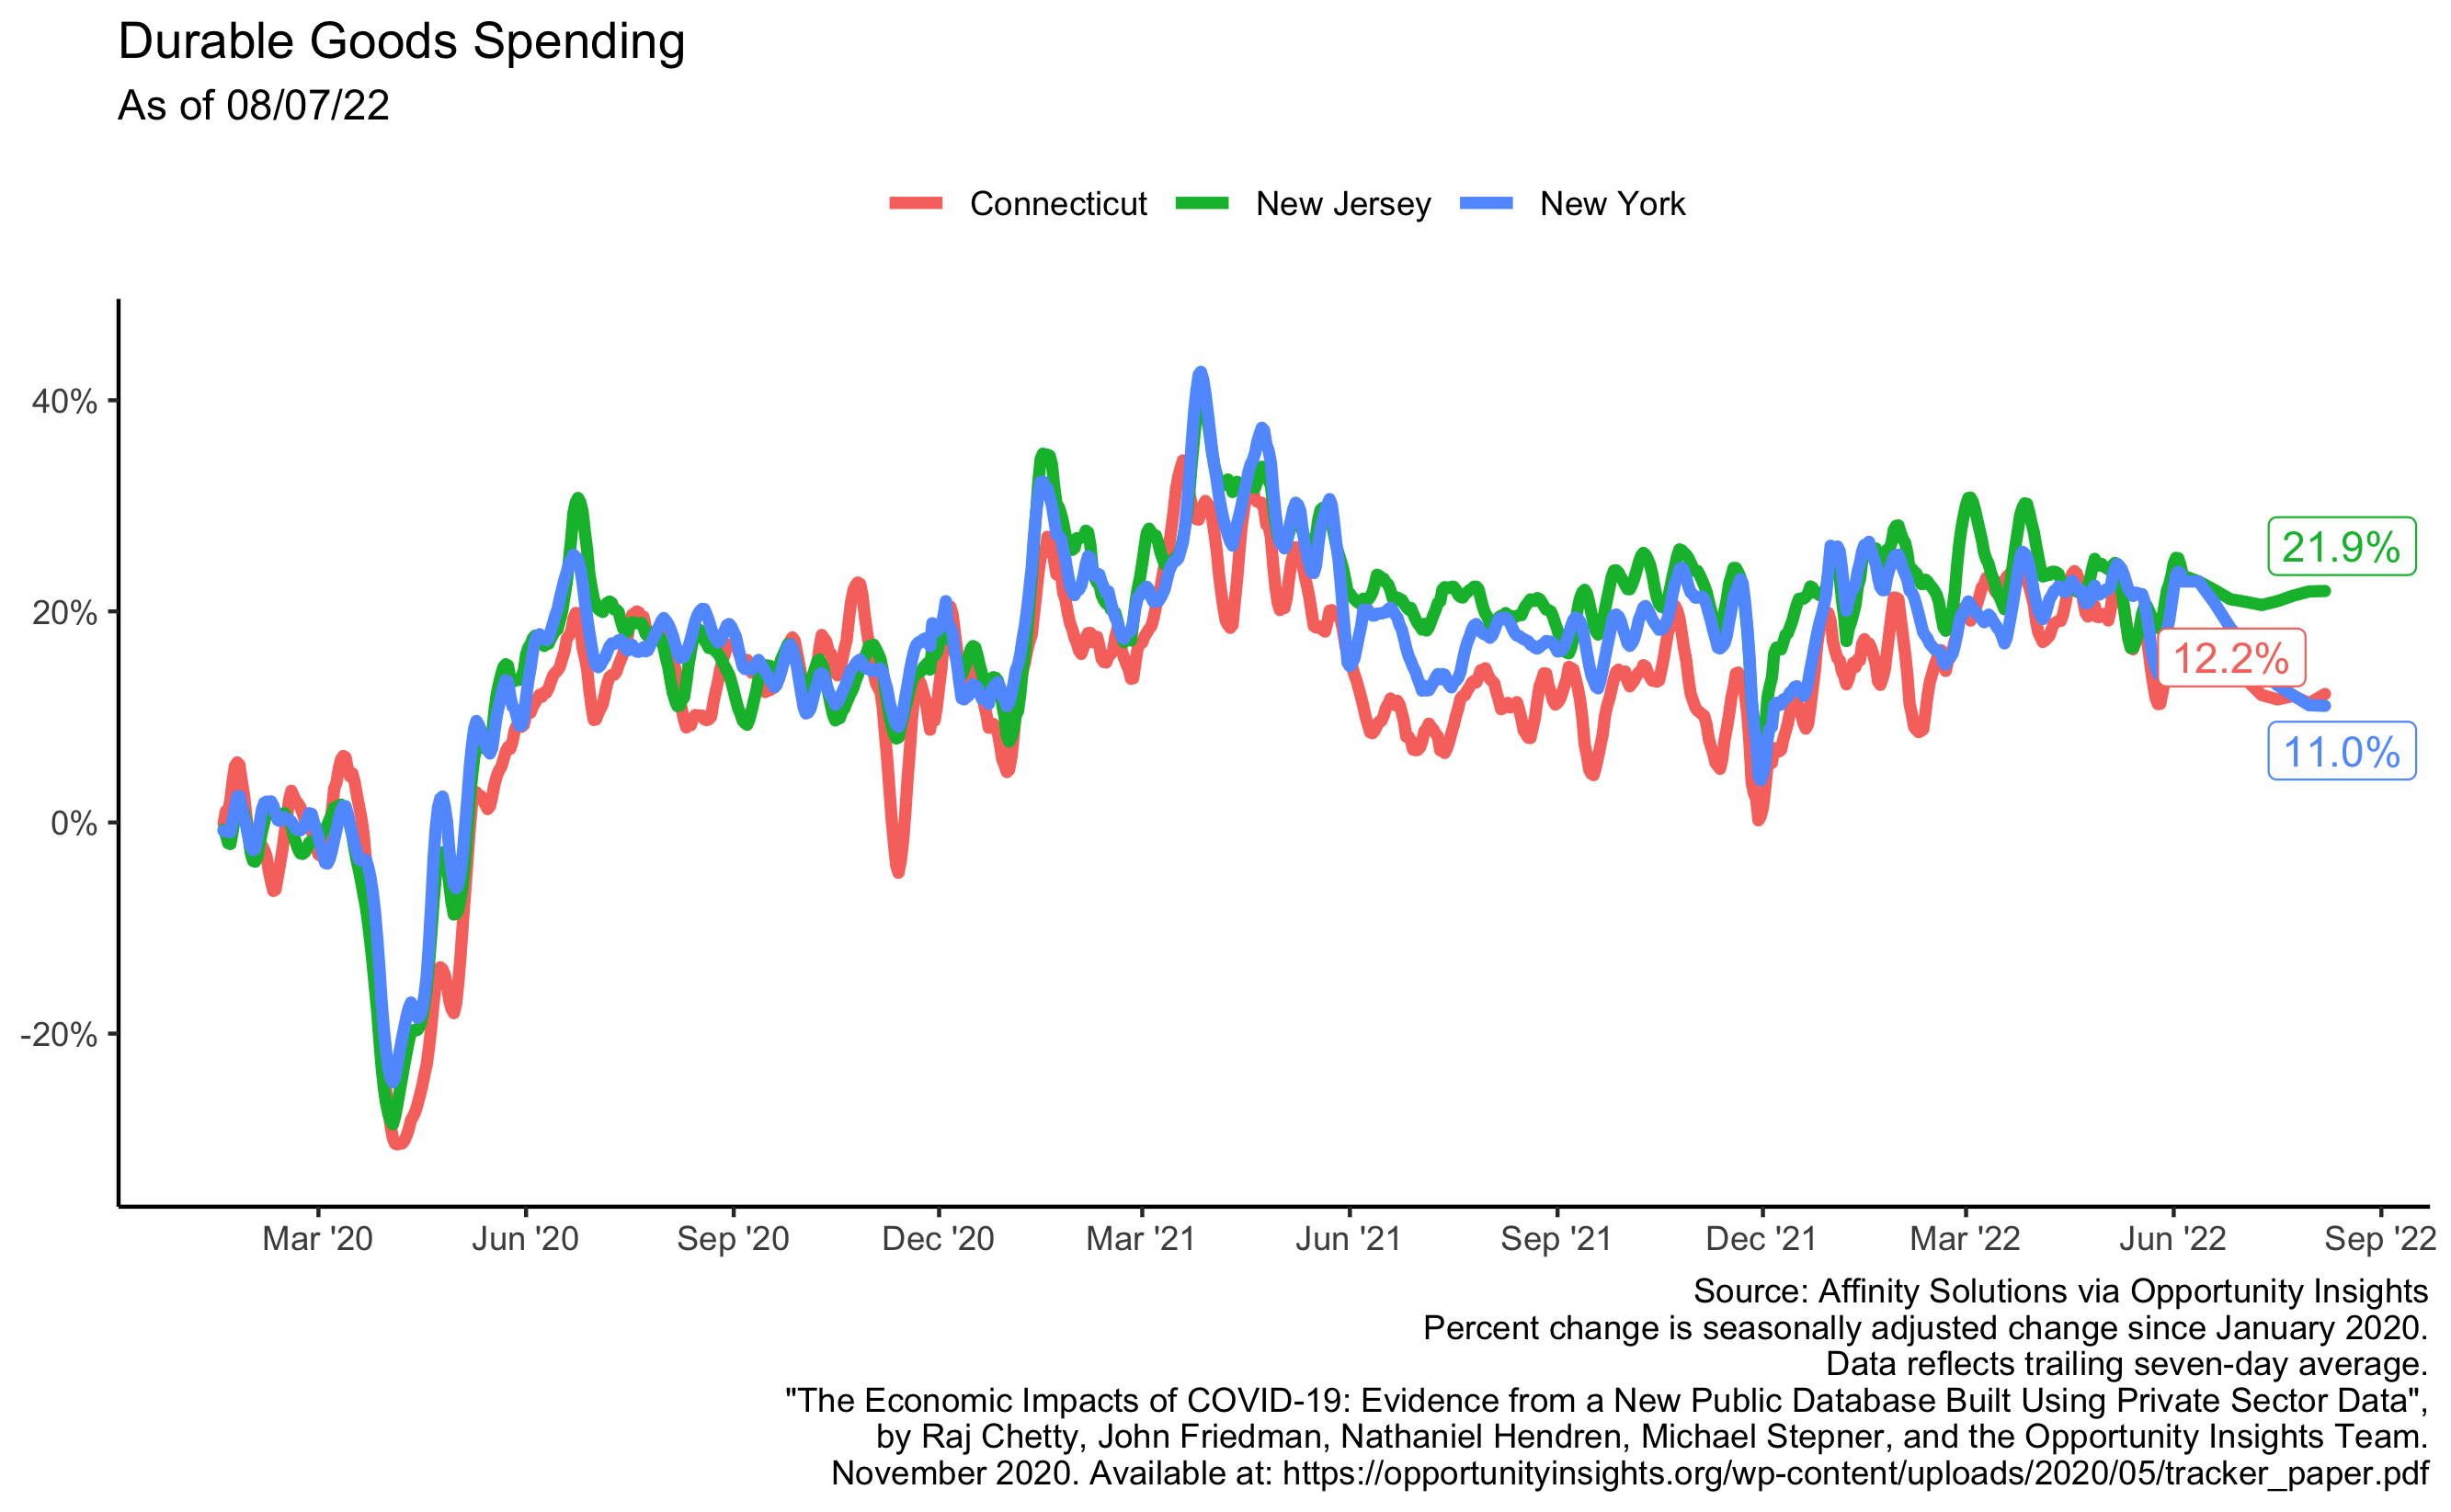 Durable Goods Spending
As of 08/07/22
Connecticut New Jersey New York
40%
20%
0%
-20%
21.9%
12.2%
11.0%
Mar '20 Jun '20 Sep '20 Dec '20 Mar '21 Jun '21 Sep '21 Dec '21 Mar '22 Jun '22 Sep '22
Source: Affinity Solutions via Opportunity Insights
Percent change is seasonally adjusted change since January 2020.
Data reflects trailing seven-day average.
"The Economic Impacts of COVID-19: Evidence from a New Public Database Built Using Private Sector Data",
by Raj Chetty, John Friedman, Nathaniel Hendren, Michael Stepner, and the Opportunity Insights Team.
November 2020. Available at: https://opportunityinsights.org/wp-content/uploads/2020/05/tracker_paper.pdf